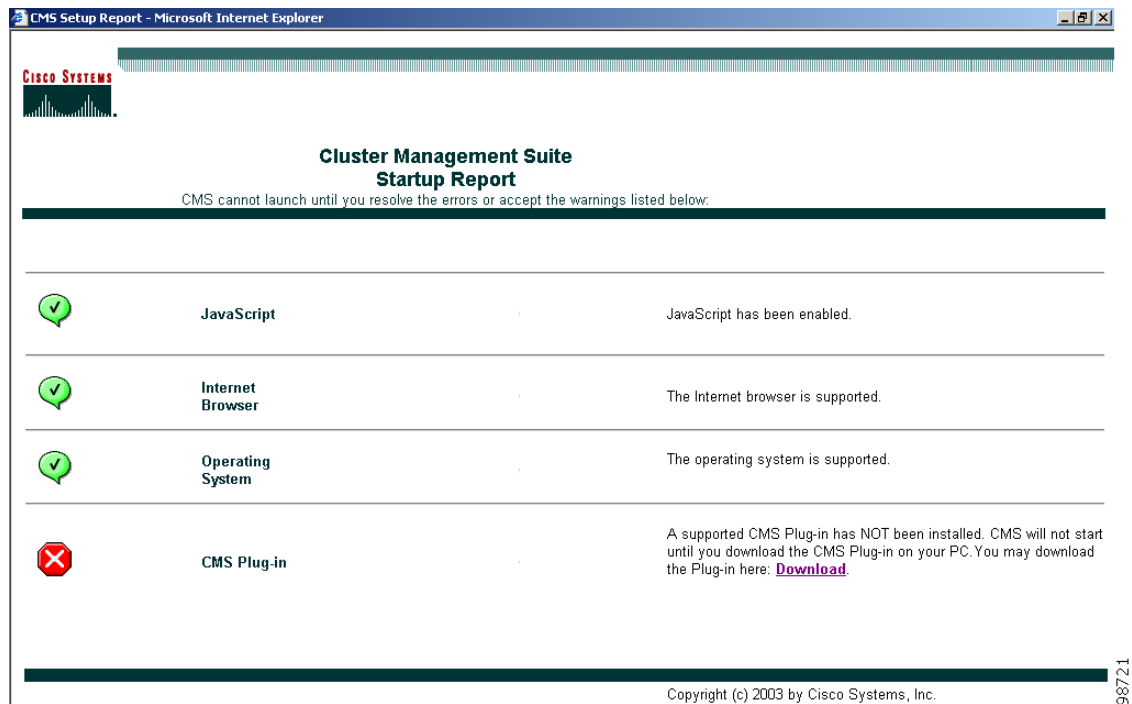 CMS Setup Report - Microsoft Internet Explorer
CISCO SYSTEMS
Cluster Management Suite
Startup Report
CMS cannot launch until you resolve the errors or accept the warnings listed below:
JavaScript
JavaScript has been enabled.
Internet
Browser
The Internet browser is supported.
Operating
System
The operating system is supported.
CMS Plug-in
A supported CMS Plug-in has NOT been installed. CMS will not start
until you download the CMS Plug-in on your PC.You may download
the Plug-in here: Download.
Copyright (c) 2003 by Cisco Systems, Inc.
98721